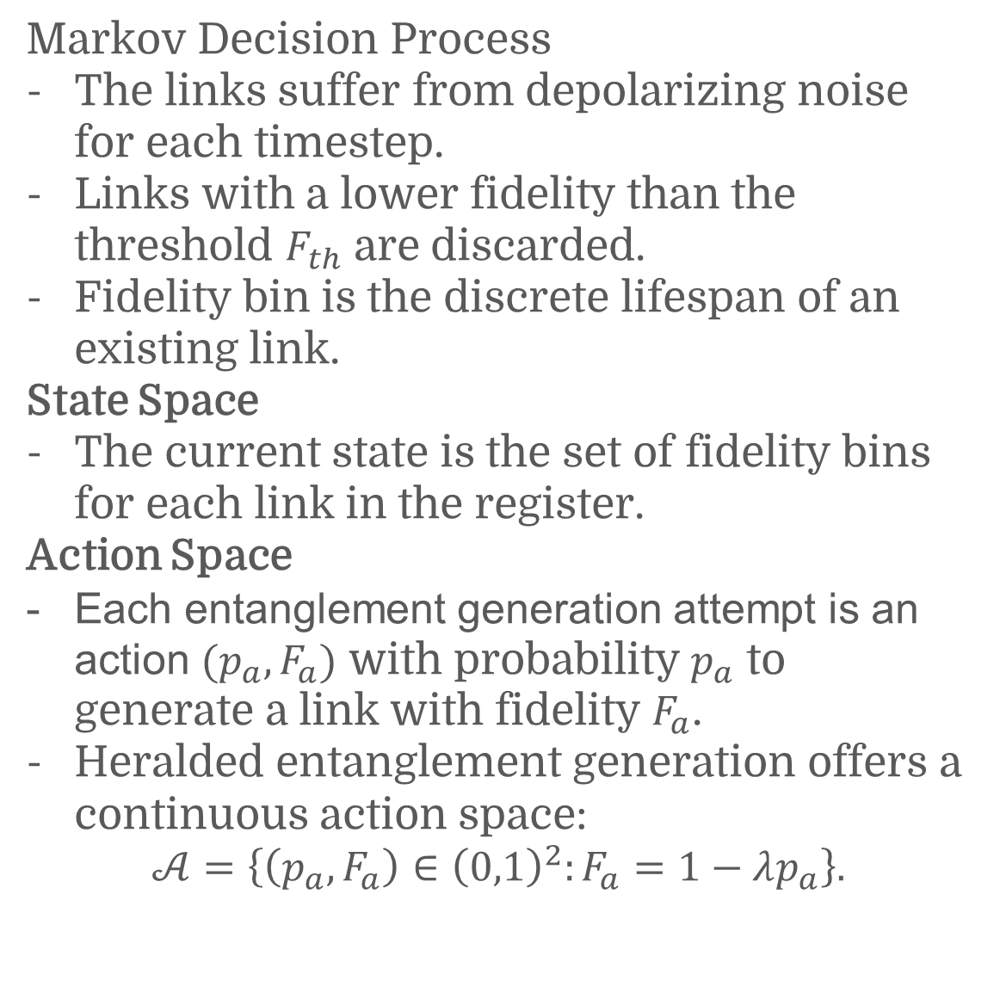 Markov Decision Process
- The links suffer from depolarizing noise
for each timestep.
- Links with a lower fidelity than the
threshold F_{th} are discarded.
- Fidelity bin is the discrete lifespan of an
existing link.
State Space
- The current state is the set of fidelity bins
for each link in the register.
Action Space
- Each entanglement generation attempt is an
action (p_a, F_a) with probability p_a to
generate a link with fidelity F_a.
- Heralded entanglement generation offers a
continuous action space:
𝒜 = {(p_a, F_a) ∈ (0,1)²: F_a = 1 − λp_a}.